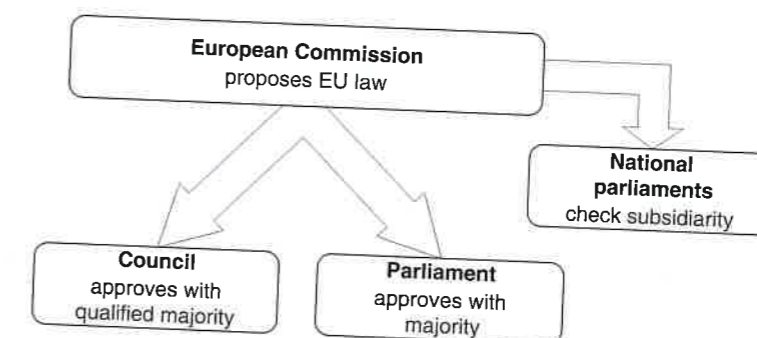 European Commission
proposes EU law
National
parliaments
check subsidiarity
Council
approves with
qualified majority
Parliament
approves with
majority